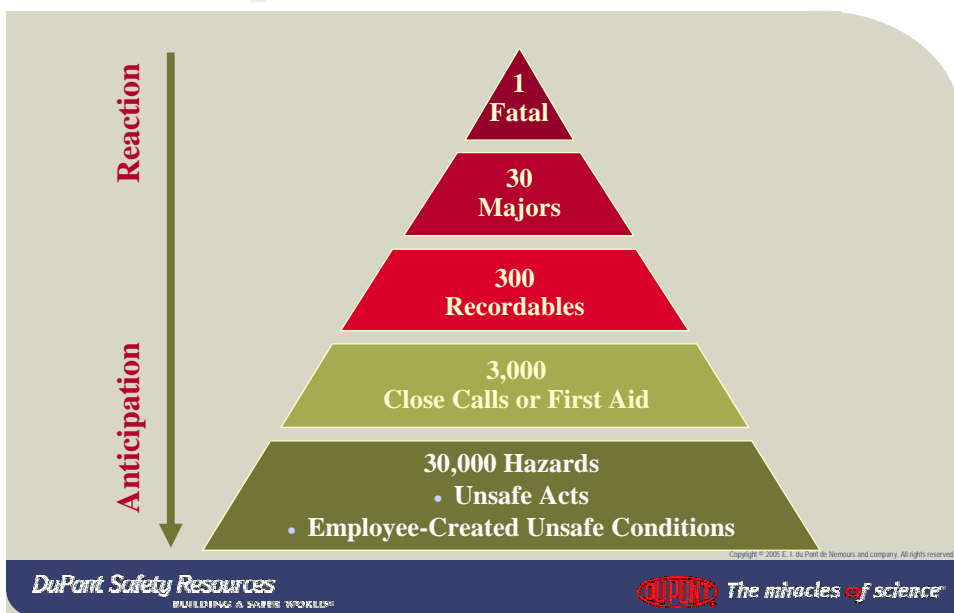 Reaction
Anticipation
1
Fatal
30
Majors
300
Recordables
3,000
Close Calls or First Aid
30,000 Hazards
• Unsafe Acts
• Employee-Created Unsafe Conditions
Copyright © 2005 E. I. du Pont de Nemours and company. All rights reserved.
DuPont Safety Resources
BUILDING A SAFER WORLD℠
DUPONT The miracles of science™